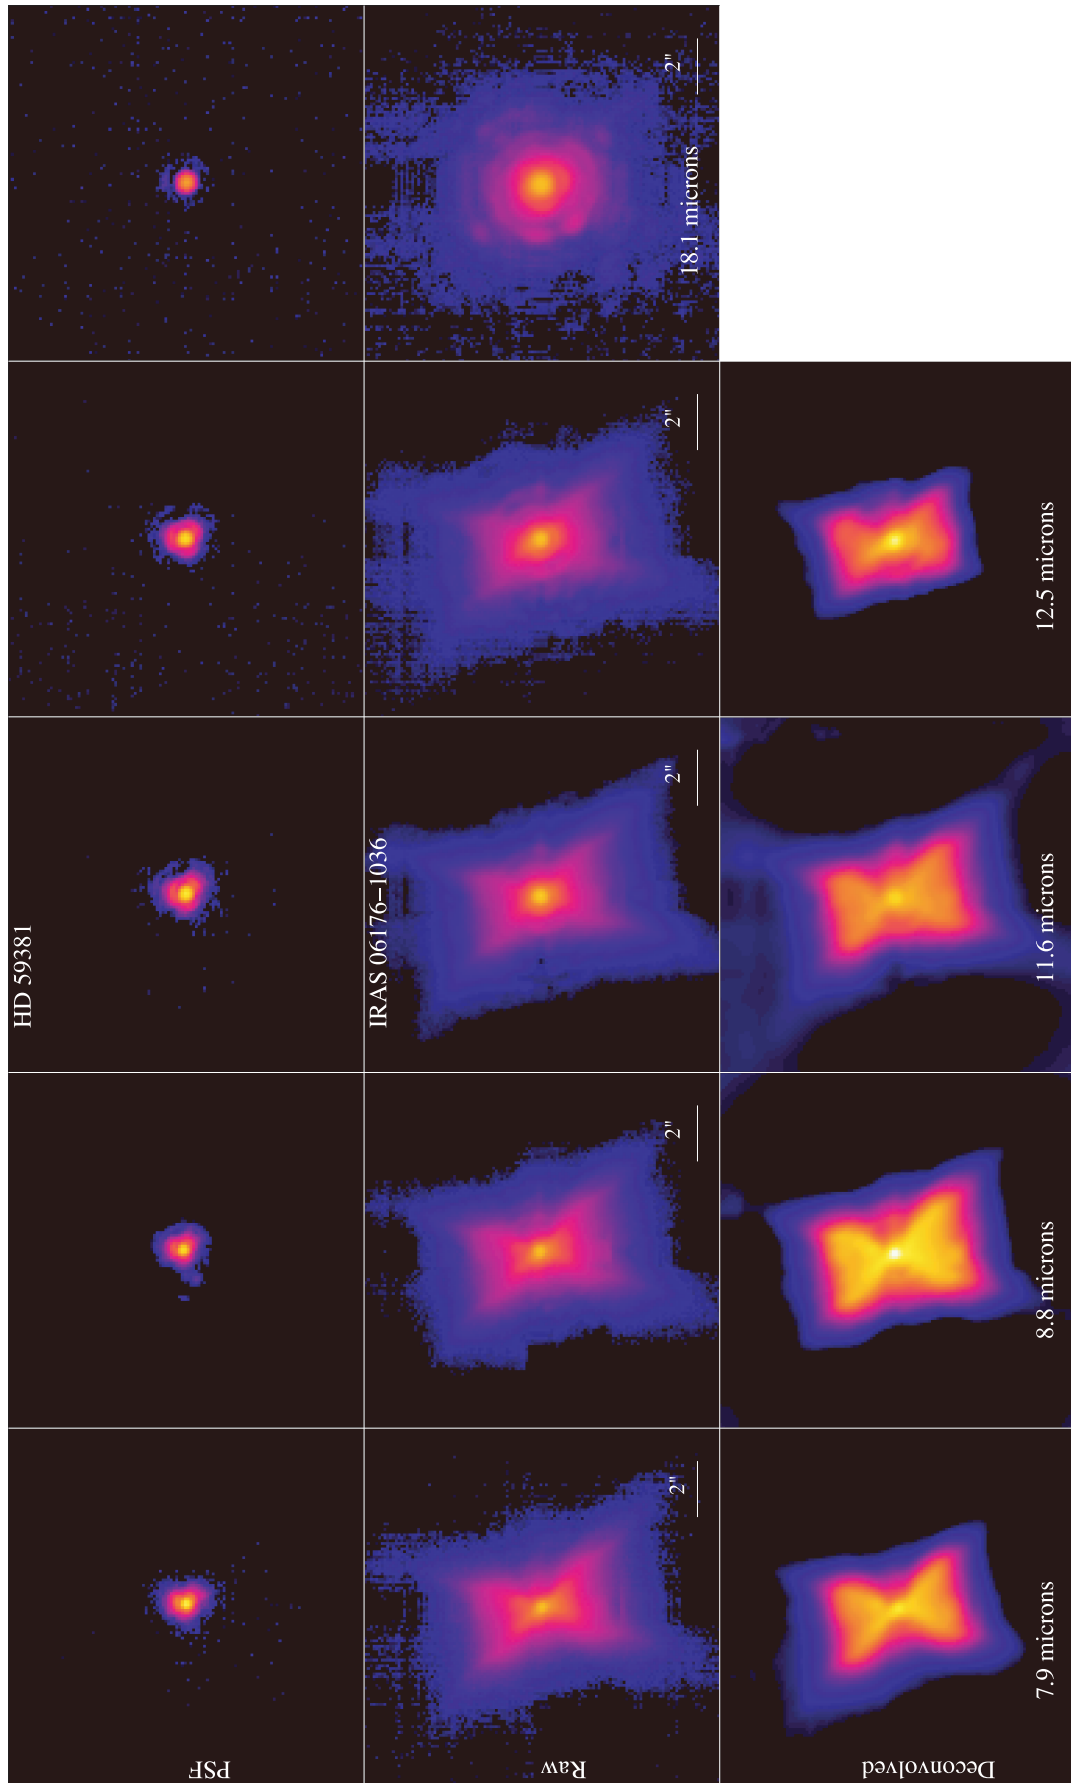 HD 59381
PSF
IRAS 06176−1036
Raw
2"
2"
2"
2"
2"
18.1 microns
Deconvolved
7.9 microns
8.8 microns
11.6 microns
12.5 microns